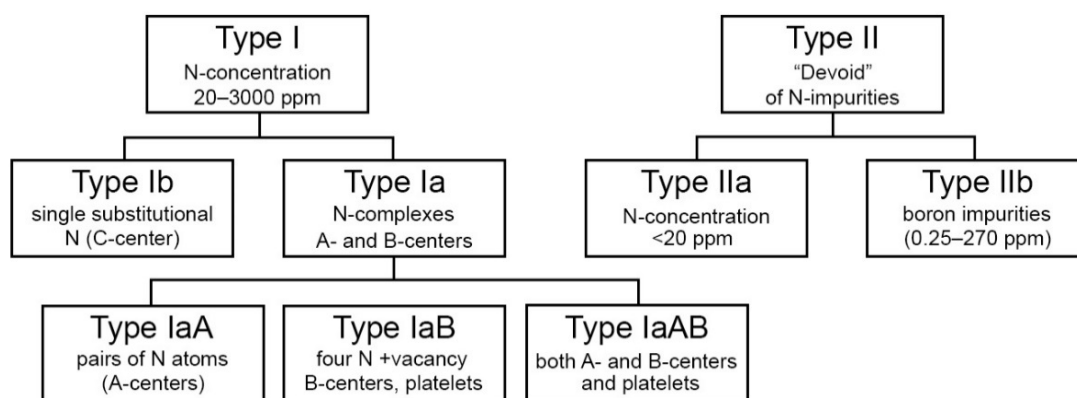 Type I
N-concentration
20–3000 ppm
Type II
“Devoid”
of N-impurities
Type Ib
single substitutional
N (C-center)
Type Ia
N-complexes
A- and B-centers
Type IIa
N-concentration
<20 ppm
Type IIb
boron impurities
(0.25–270 ppm)
Type IaA
pairs of N atoms
(A-centers)
Type IaB
four N +vacancy
B-centers, platelets
Type IaAB
both A- and B-centers
and platelets